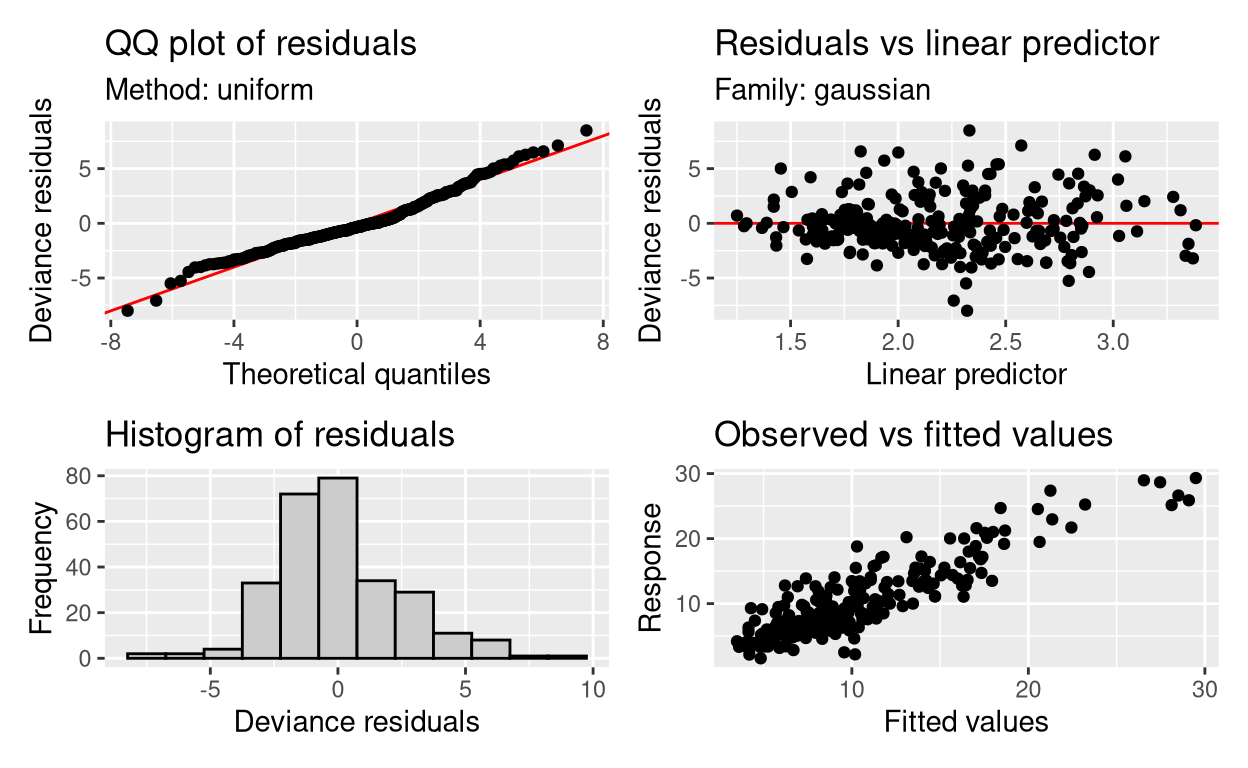 QQ plot of residuals
Method: uniform
Deviance residuals
5
0
-5
-8
-4
0
4
8
Theoretical quantiles
Residuals vs linear predictor
Family: gaussian
Deviance residuals
5
0
-5
1.5
2.0
2.5
3.0
Linear predictor
Histogram of residuals
Frequency
80
60
40
20
0
-5
0
5
10
Deviance residuals
Observed vs fitted values
Response
30
20
10
10
20
30
Fitted values